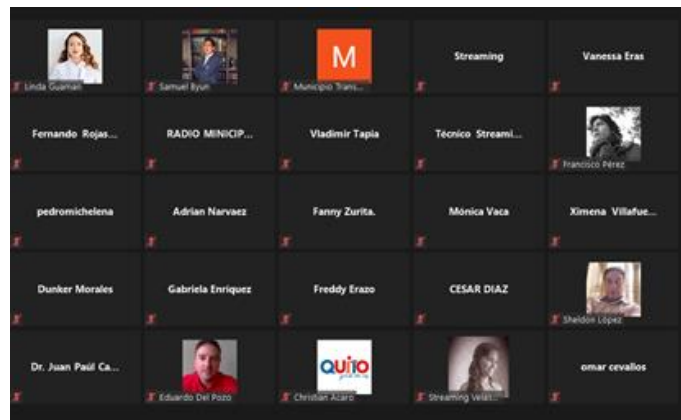 M
Streaming
Vanessa Eras
Linda Guaman
Samuel Byun
Municipio Trans...
Fernando Rojas...
RADIO MINICIP...
Vladimir Tapia
Técnico Streami...
Francisco Pérez
pedromichelena
Adrian Narvaez
Fanny Zurita.
Mónica Vaca
Ximena Villafue...
Dunker Morales
Gabriela Enriquez
Freddy Erazo
CESAR DIAZ
Sheldon López
Dr. Juan Paúl Ca...
QUITO
omar cevallos
Eduardo Del Pozo
Christian Acaro
Streaming